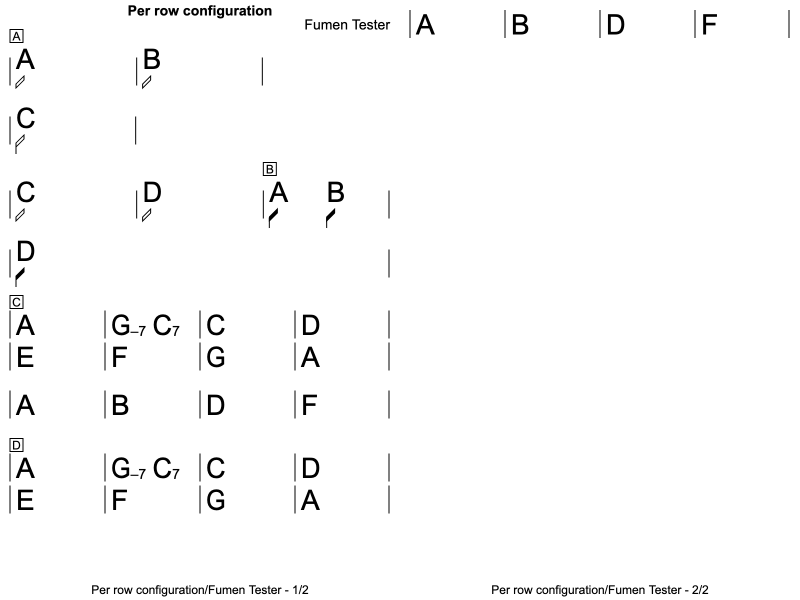 Per row configuration
Fumen Tester
A
A B
C
B
C D A B
D
C
A G–7 C7 C D
E F G A
A B D F
D
A G–7 C7 C D
E F G A
Per row configuration/Fumen Tester - 1/2
A B D F
Per row configuration/Fumen Tester - 2/2